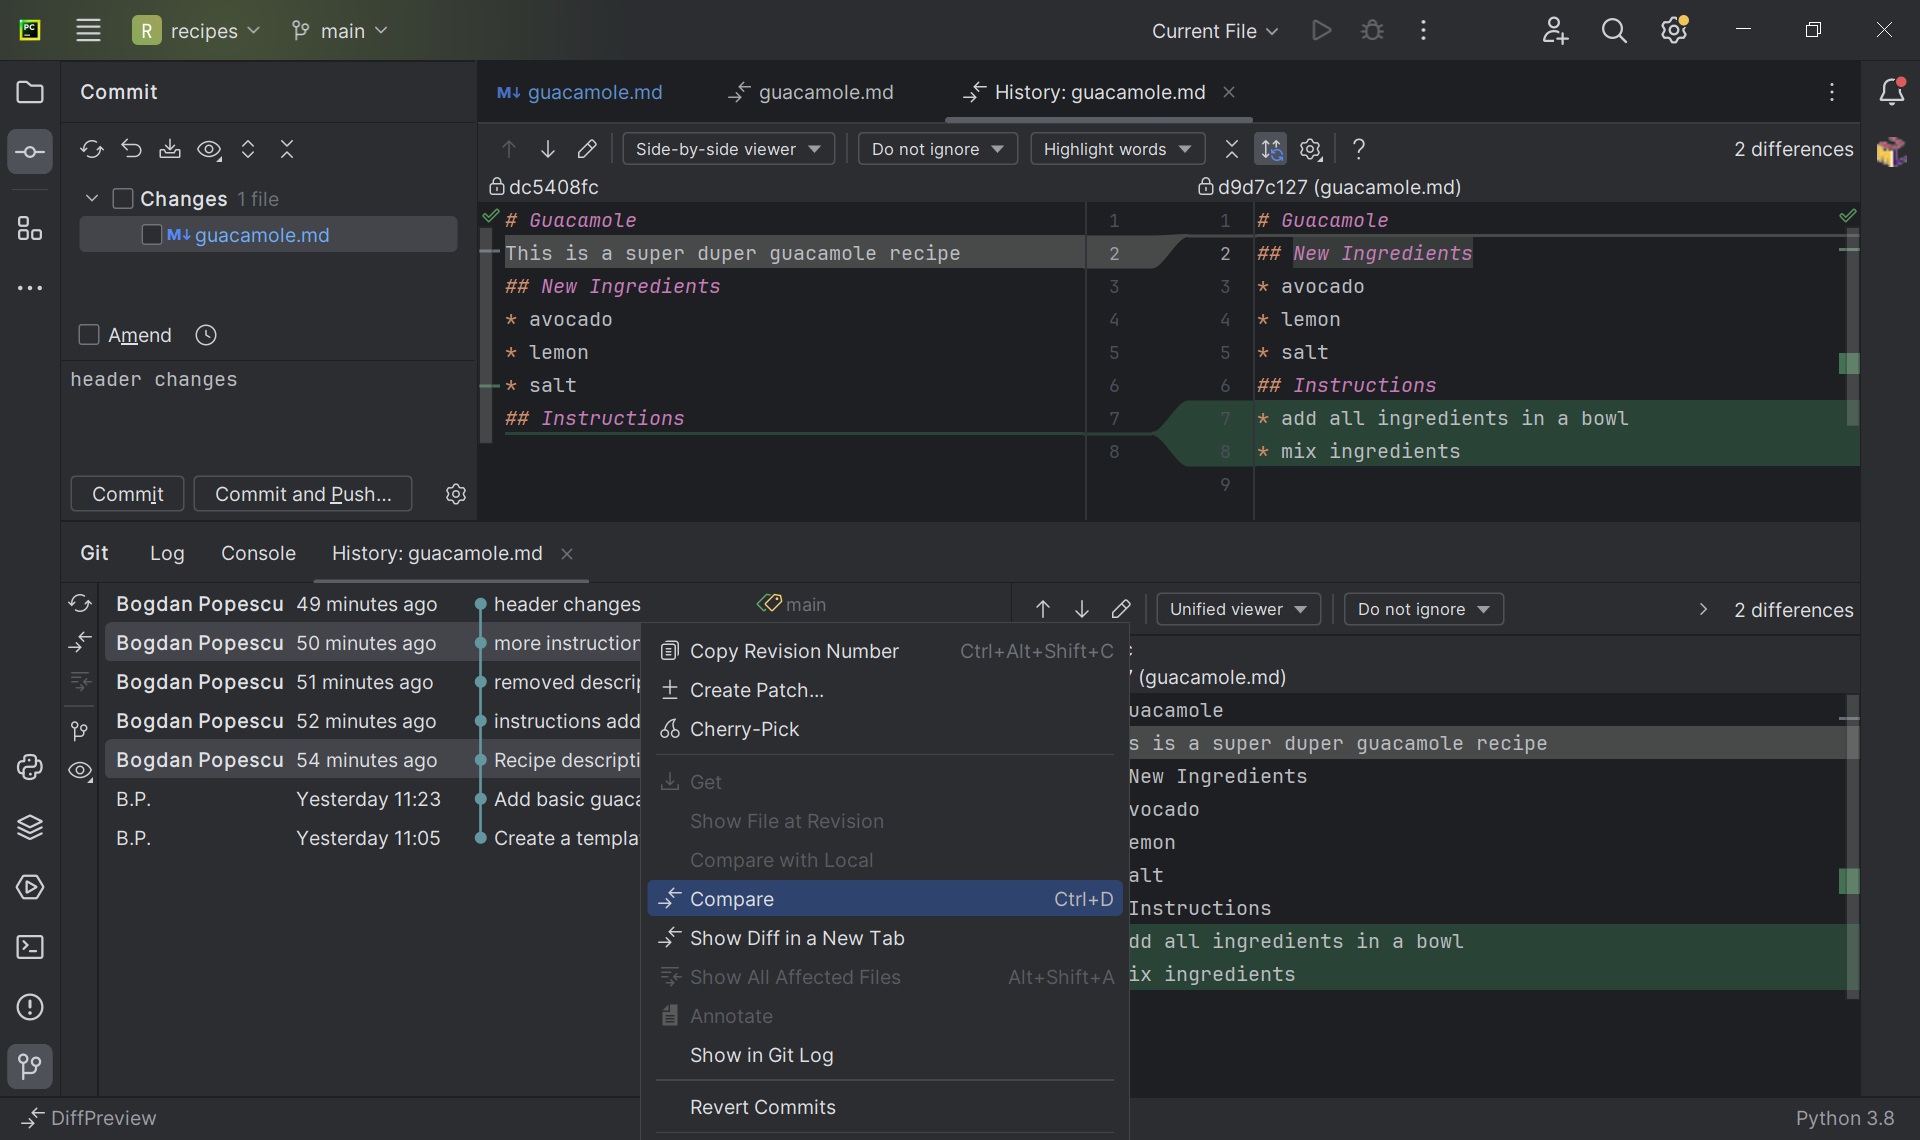 PC
R recipes
main
Current File
Commit
Changes 1 file
M↓ guacamole.md
Amend
header changes
Commit
Commit and Push...
M↓ guacamole.md
guacamole.md
History: guacamole.md
Side-by-side viewer
Do not ignore
Highlight words
?
2 differences
dc5408fc
# Guacamole
This is a super duper guacamole recipe
## New Ingredients
* avocado
* lemon
* salt
## Instructions
1
2
3
4
5
6
7
8
d9d7c127 (guacamole.md)
1 # Guacamole
2 ## New Ingredients
3 * avocado
4 * lemon
5 * salt
6 ## Instructions
7 * add all ingredients in a bowl
8 * mix ingredients
9
Git
Log
Console
History: guacamole.md
Bogdan Popescu 49 minutes ago header changes main
Bogdan Popescu 50 minutes ago more instruction
Bogdan Popescu 51 minutes ago removed descrip
Bogdan Popescu 52 minutes ago instructions add
Bogdan Popescu 54 minutes ago Recipe descripti
B.P. Yesterday 11:23 Add basic guaca
B.P. Yesterday 11:05 Create a templa
Copy Revision Number Ctrl+Alt+Shift+C
Create Patch...
Cherry-Pick
Get
Show File at Revision
Compare with Local
Compare Ctrl+D
Show Diff in a New Tab
Show All Affected Files Alt+Shift+A
Annotate
Show in Git Log
Revert Commits
Unified viewer
Do not ignore
2 differences
(guacamole.md)
uacamole
s is a super duper guacamole recipe
New Ingredients
vocado
emon
alt
Instructions
dd all ingredients in a bowl
ix ingredients
DiffPreview
Python 3.8